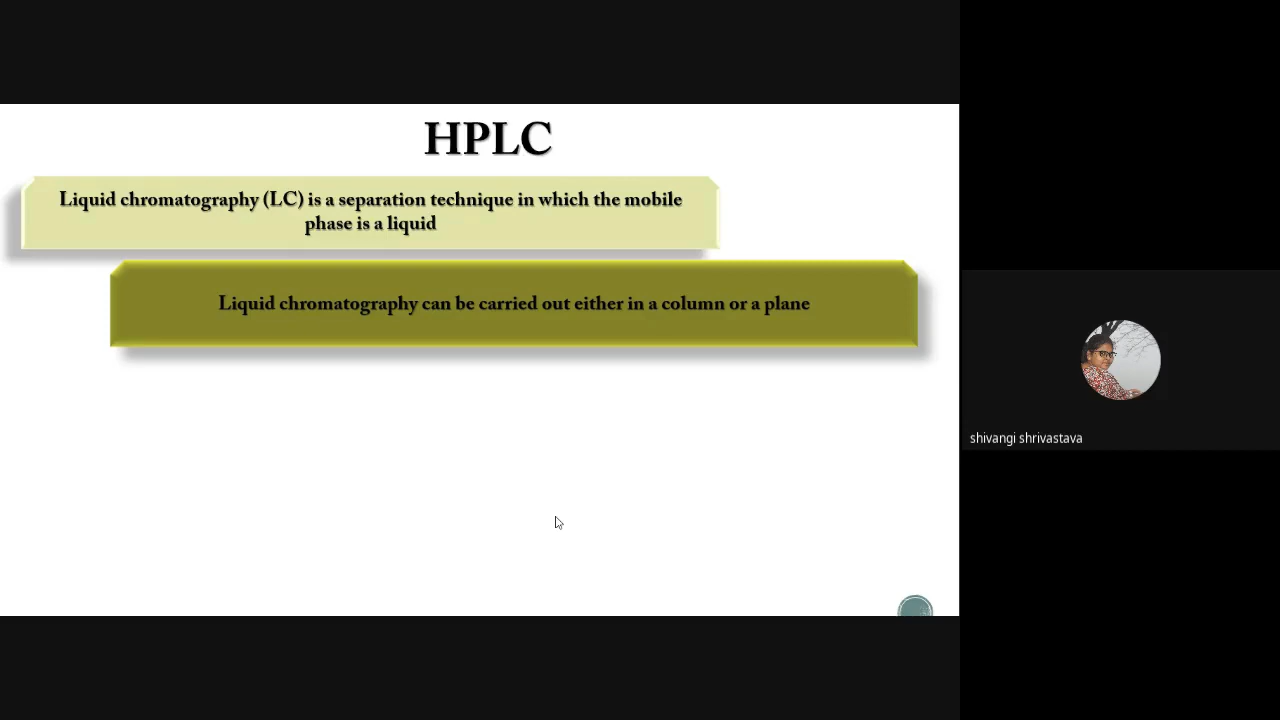 HPLC
Liquid chromatography (LC) is a separation technique in which the mobile
phase is a liquid
Liquid chromatography can be carried out either in a column or a plane
shivangi shrivastava